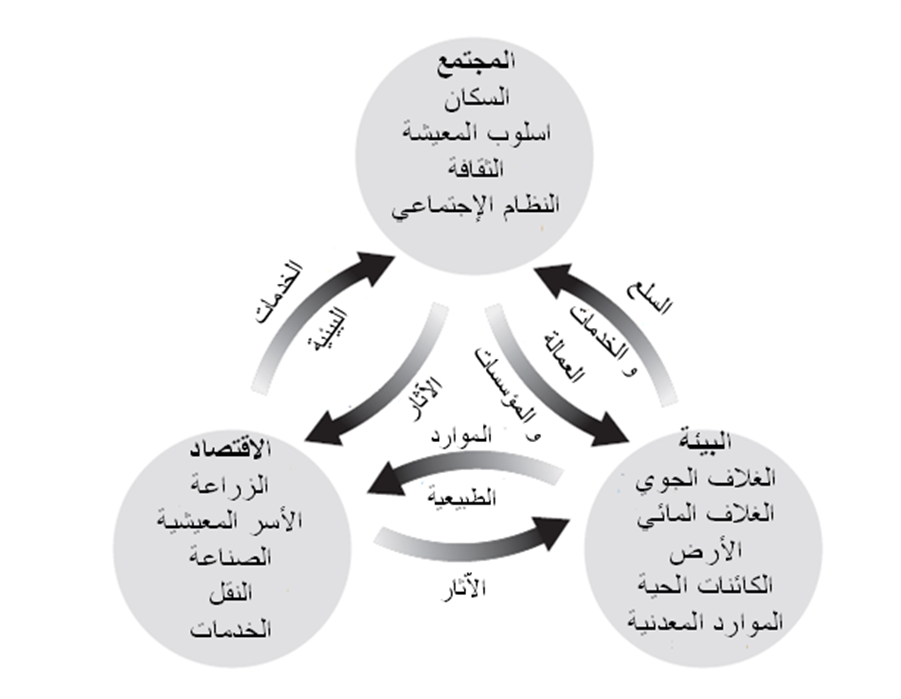 المجتمع
السكان
اسلوب المعيشة
الثقافة
النظام الإجتماعي
الخدمات
البيئية
الآثار
السلع
و الخدمات
العمالة
و المؤسسات
الموارد
الطبيعية
الآثار
الاقتصاد
الزراعة
الأسر المعيشية
الصناعة
النقل
الخدمات
البيئة
الغلاف الجوي
الغلاف المائي
الأرض
الكائنات الحية
الموارد المعدنية